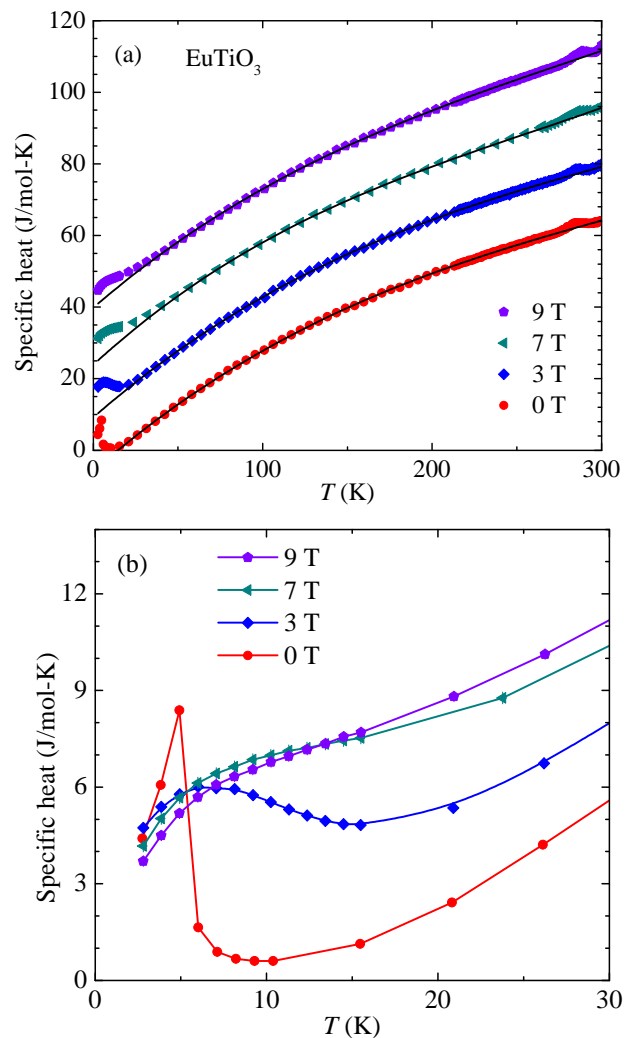 120
(a) EuTiO₃
100
80
60
40
20
0
Specific heat (J/mol-K)
9 T
7 T
3 T
0 T
0 100 200 300
T (K)
(b)
9 T
7 T
3 T
0 T
12
9
6
3
0
Specific heat (J/mol-K)
0 10 20 30
T (K)